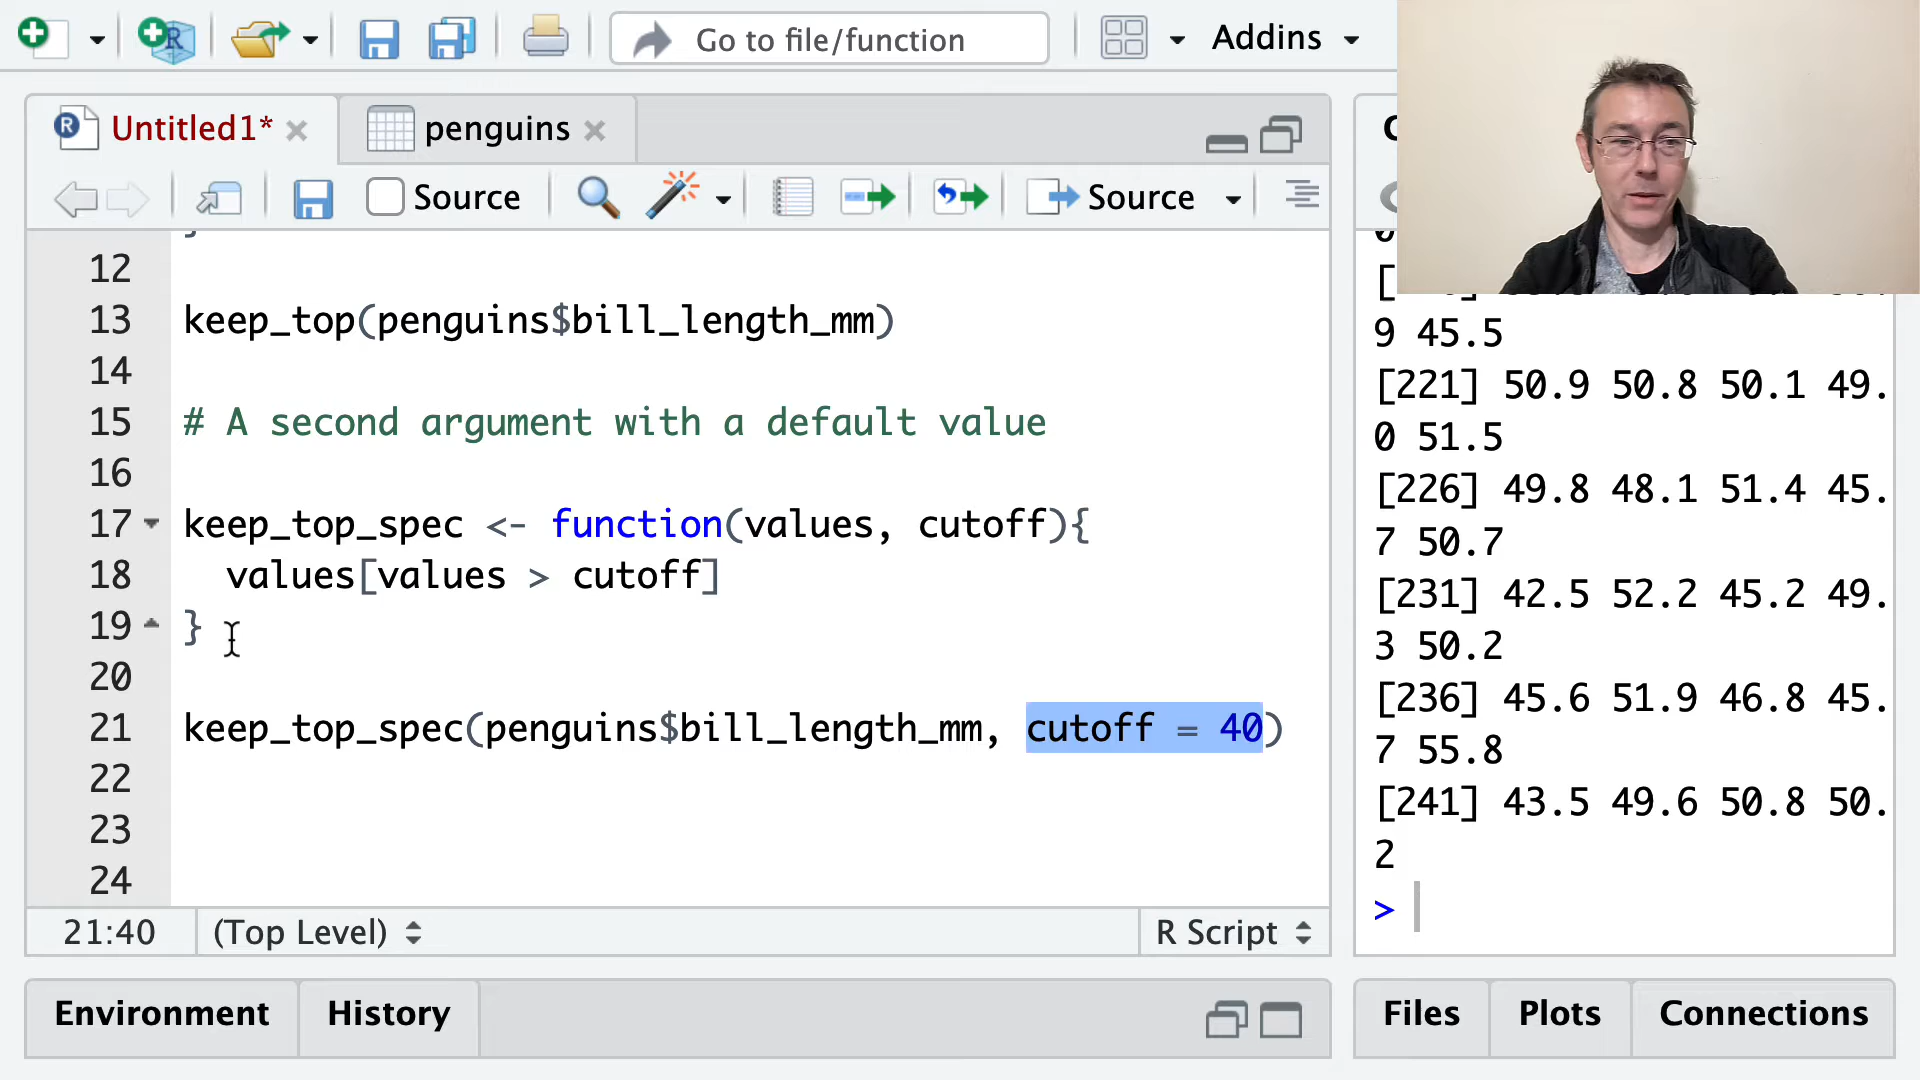 Go to file/function
Addins
Untitled1*
penguins
Source
Source
12
13 keep_top(penguins$bill_length_mm)
14
15 # A second argument with a default value
16
17 keep_top_spec <- function(values, cutoff){
18 values[values > cutoff]
19 }
20
21 keep_top_spec(penguins$bill_length_mm, cutoff = 40)
22
23
24
21:40
(Top Level)
R Script
Environment
History
9 45.5
[221] 50.9 50.8 50.1 49.
0 51.5
[226] 49.8 48.1 51.4 45.
7 50.7
[231] 42.5 52.2 45.2 49.
3 50.2
[236] 45.6 51.9 46.8 45.
7 55.8
[241] 43.5 49.6 50.8 50.
2
>
Files
Plots
Connections